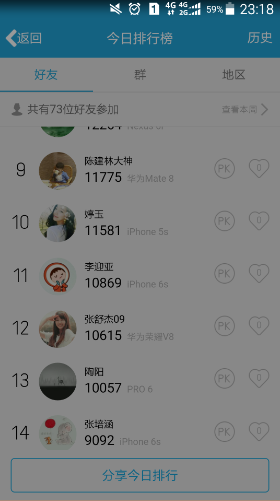 1 4G 4G 2G 59% 23:18
返回 今日排行榜 历史
好友 群 地区
共有73位好友参加 查看本周
9 陈建林大神 PK 0
11775 华为Mate 8
10 婷玉 PK 0
11581 iPhone 5s
11 李迎亚 PK 0
10869 iPhone 6s
12 张舒杰09 PK 0
10615 华为荣耀V8
13 陶阳 PK 0
10057 PRO 6
14 张培涵 PK 0
9092 iPhone 6s
分享今日排行